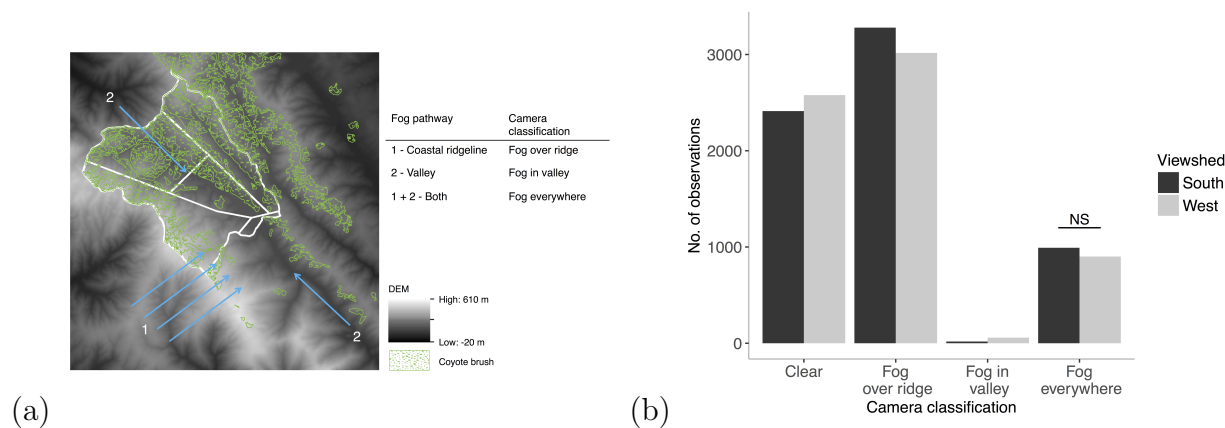 2
1
2
Fog pathway Camera classification
1 - Coastal ridgeline Fog over ridge
2 - Valley Fog in valley
1 + 2 - Both Fog everywhere
DEM
High: 610 m
Low: -20 m
Coyote brush
(a)
No. of observations
3000
2000
1000
0
NS
Clear
Fog over ridge
Fog in valley
Fog everywhere
Camera classification
Viewshed
South
West
(b)